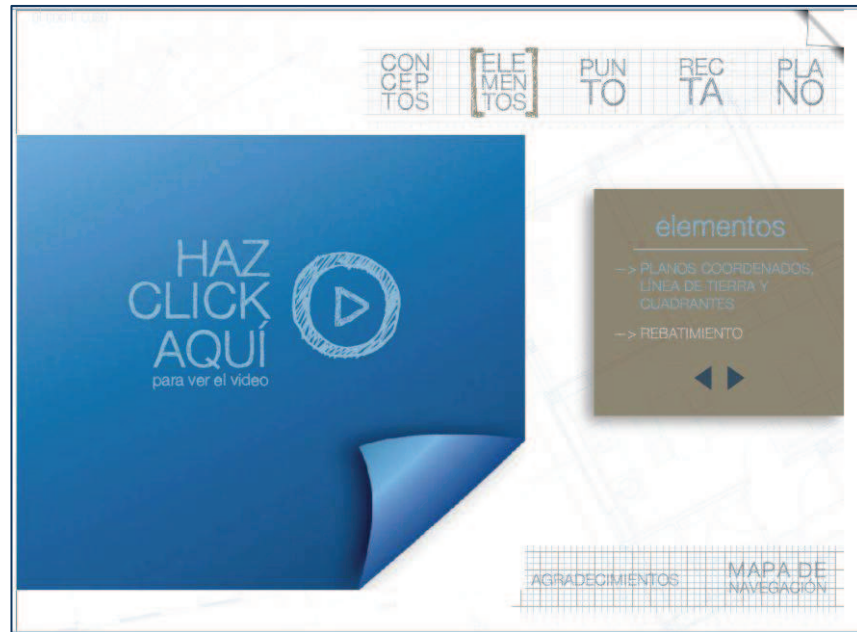 CON
CEP
TOS
ELE
MEN
TOS
PUN
TO
REC
TA
PLA
NO
HAZ
CLICK
AQUÍ
para ver el video
elementos
—> PLANOS COORDENADOS,
LÍNEA DE TIERRA Y
CUADRANTES
—> REBATIMIENTO
AGRADECIMIENTOS
MAPA DE
NAVEGACIÓN